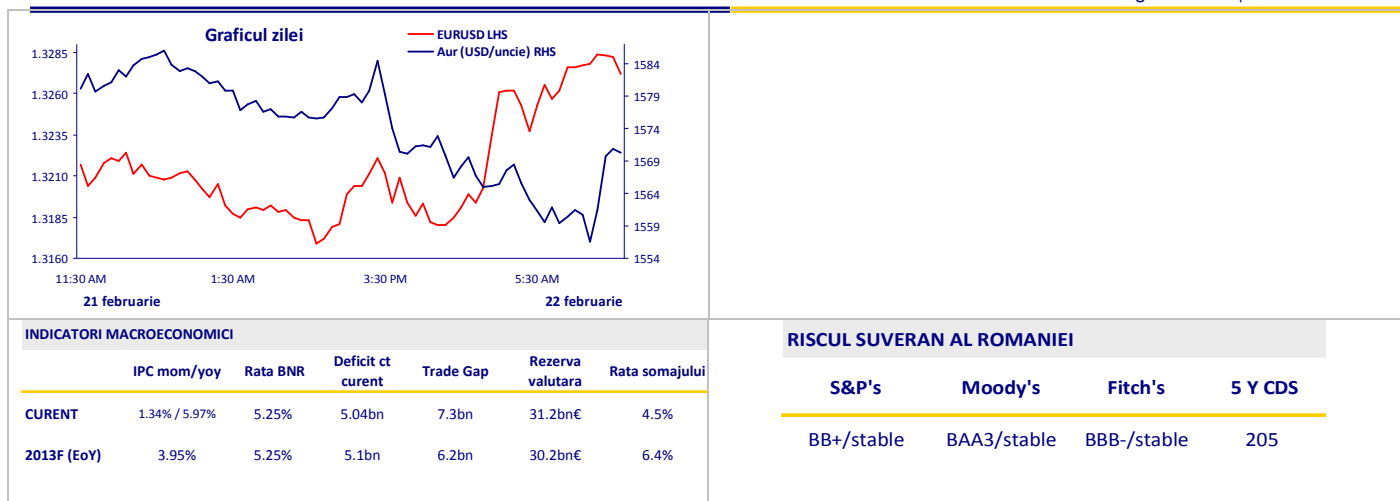 Graficul zilei
EURUSD LHS
Aur (USD/uncie) RHS
1.3285
1.3260
1.3235
1.3210
1.3185
1.3160
1584
1579
1574
1569
1564
1559
1554
11:30 AM 1:30 AM 3:30 PM 5:30 AM
21 februarie 22 februarie
INDICATORI MACROECONOMICI
IPC mom/yoy Rata BNR Deficit ct curent Trade Gap Rezerva valutara Rata somajului
CURENT 1.34% / 5.97% 5.25% 5.04bn 7.3bn 31.2bn€ 4.5%
2013F (EoY) 3.95% 5.25% 5.1bn 6.2bn 30.2bn€ 6.4%
RISCUL SUVERAN AL ROMANIEI
S&P's Moody's Fitch's 5 Y CDS
BB+/stable BAA3/stable BBB-/stable 205